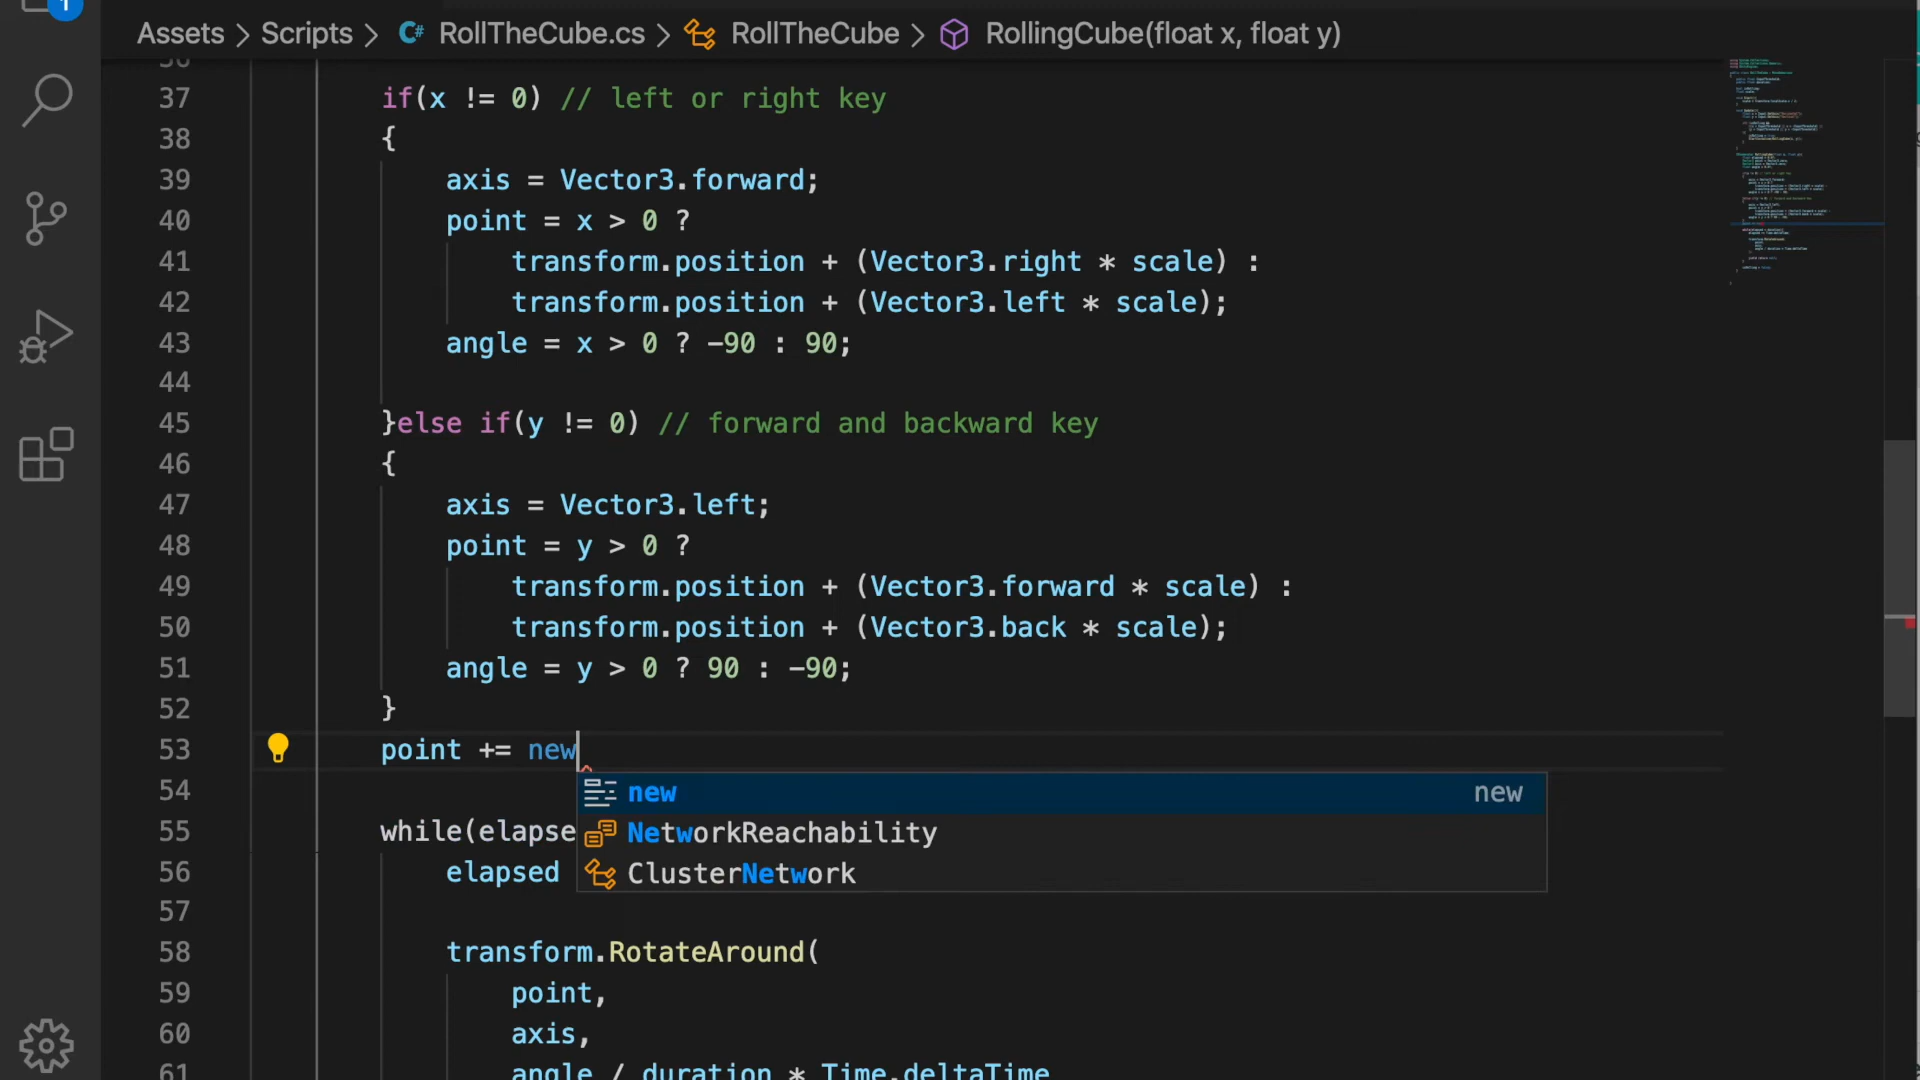 1
Assets > Scripts > C# RollTheCube.cs > RollTheCube > RollingCube(float x, float y)
36
37 if(x != 0) // left or right key
38 {
39 axis = Vector3.forward;
40 point = x > 0 ?
41 transform.position + (Vector3.right * scale) :
42 transform.position + (Vector3.left * scale);
43 angle = x > 0 ? -90 : 90;
44
45 }else if(y != 0) // forward and backward key
46 {
47 axis = Vector3.left;
48 point = y > 0 ?
49 transform.position + (Vector3.forward * scale) :
50 transform.position + (Vector3.back * scale);
51 angle = y > 0 ? 90 : -90;
52 }
53 point += new
54
new new
55 while(elapse
NetworkReachability
56 elapsed
ClusterNetwork
57
58 transform.RotateAround(
59 point,
60 axis,
61 angle / duration * Time.deltaTime